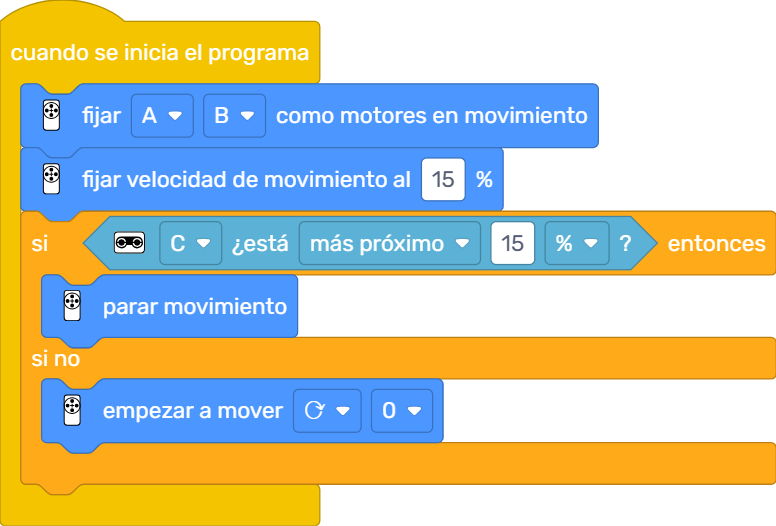 cuando se inicia el programa
fijar A B como motores en movimiento
fijar velocidad de movimiento al 15 %
si C ¿está más próximo 15 % ? entonces
parar movimiento
si no
empezar a mover 0